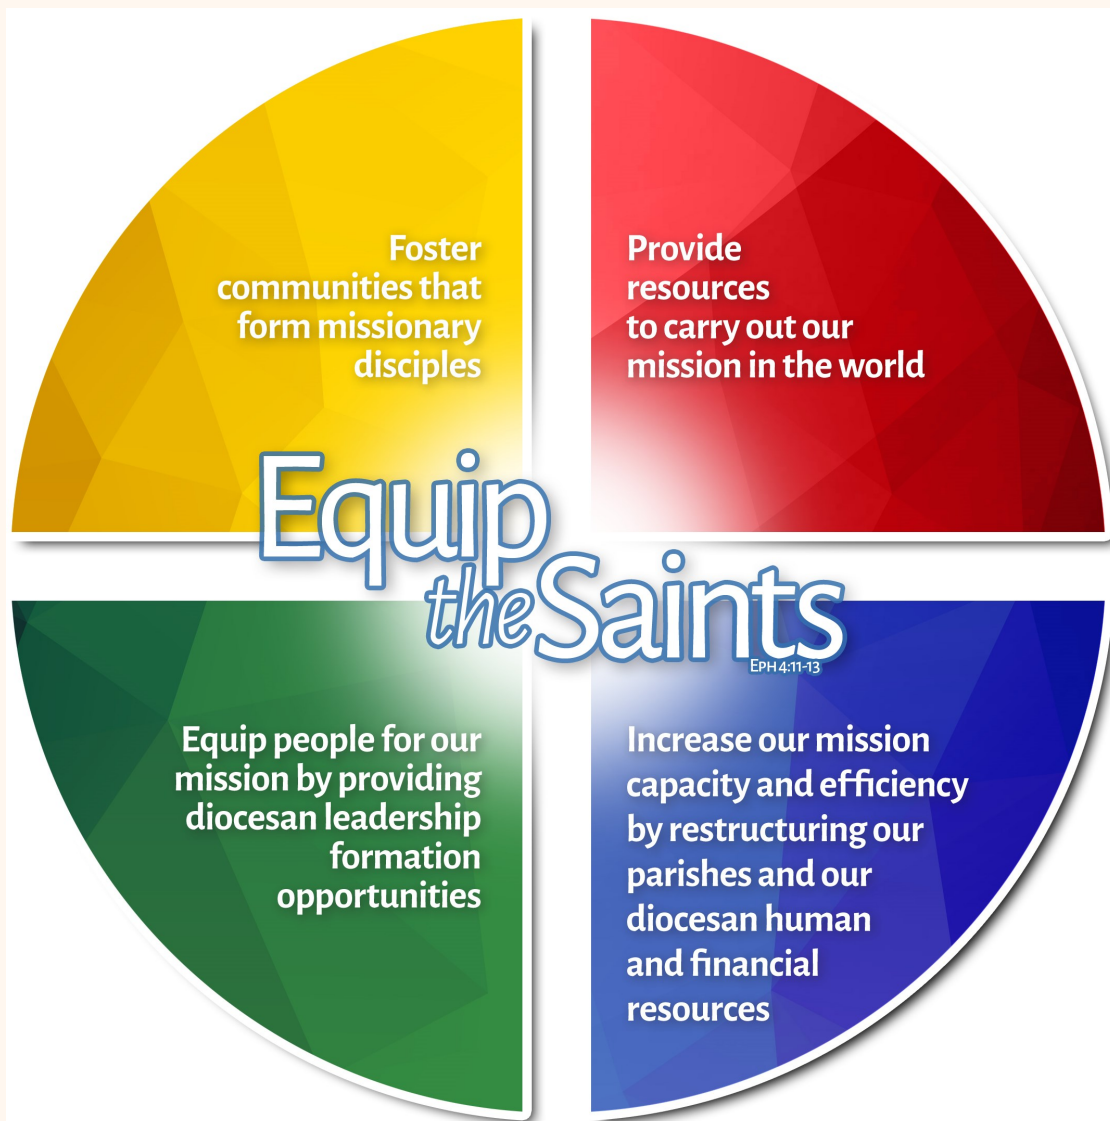 Foster
communities that
form missionary
disciples
Provide
resources
to carry out our
mission in the world
Equip
the Saints
EPH 4:11-13
Equip people for our
mission by providing
diocesan leadership
formation
opportunities
Increase our mission
capacity and efficiency
by restructuring our
parishes and our
diocesan human
and financial
resources